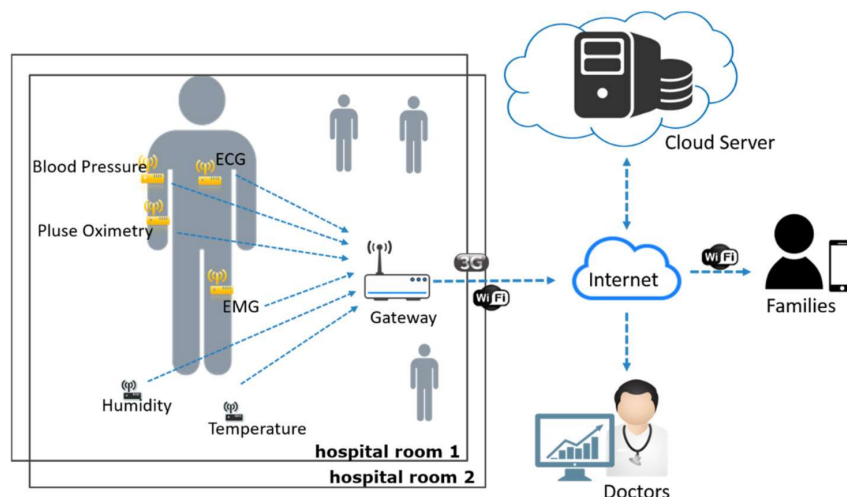 Blood Pressure
ECG
Pluse Oximetry
EMG
Humidity
Temperature
Gateway
3G
Wi Fi
hospital room 1
hospital room 2
Cloud Server
Internet
Wi Fi
Families
Doctors